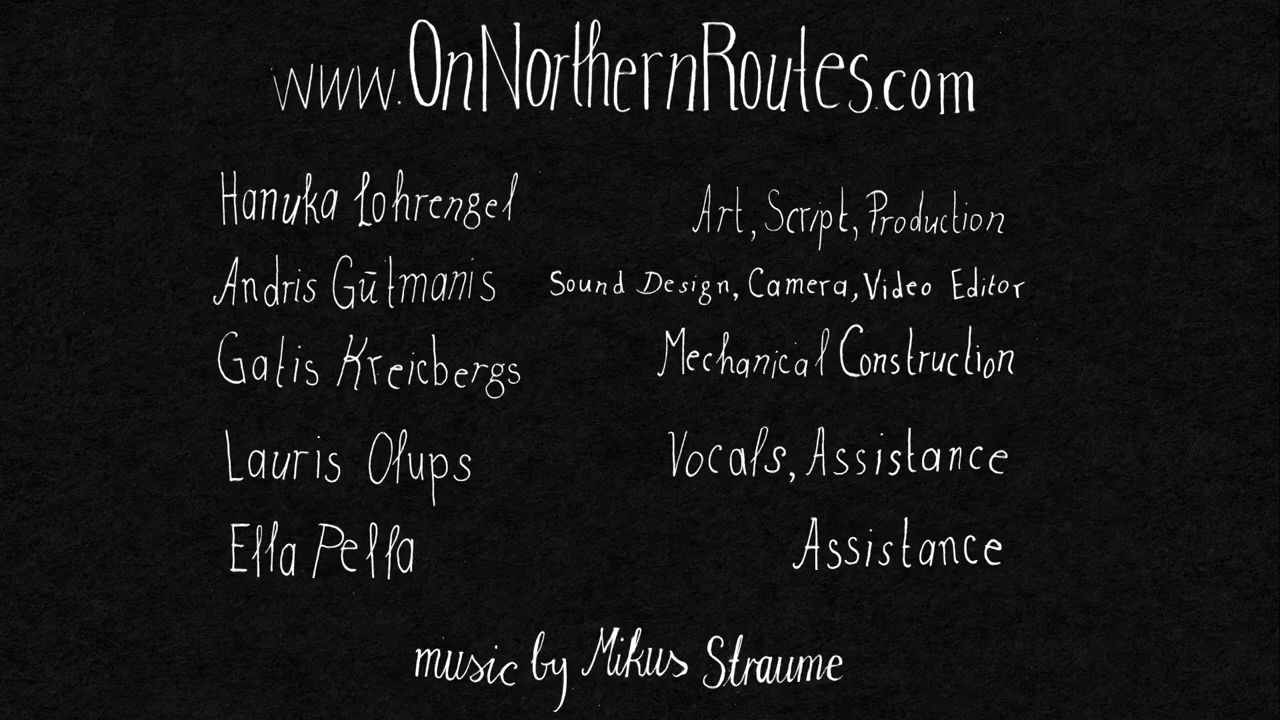 www.OnNorthernRoutes.com
Hanuka Lohrengel Art, Script, Production
Andris Gūtmanis Sound Design, Camera, Video Editor
Gatis Kreicbergs Mechanical Construction
Lauris Olups Vocals, Assistance
Ella Pella Assistance
music by Mikus Straume